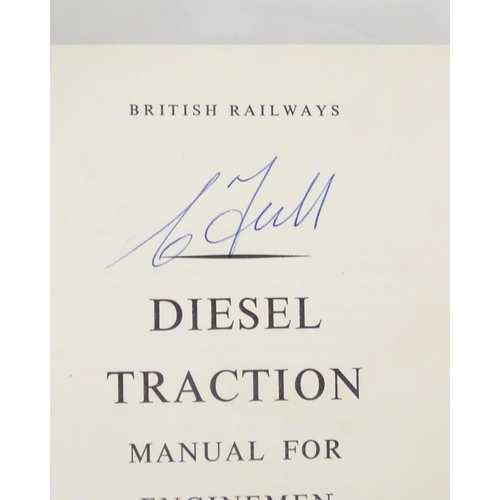 BRITISH RAILWAYS
DIESEL
TRACTION
MANUAL FOR
ENGINEMEN